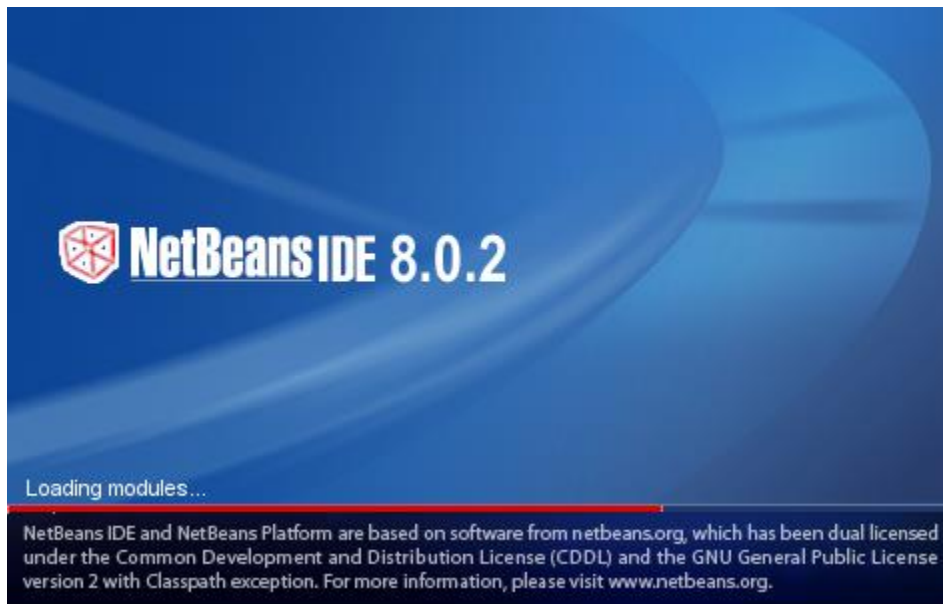 NetBeans IDE 8.0.2
Loading modules...
NetBeans IDE and NetBeans Platform are based on software from netbeans.org, which has been dual licensed
under the Common Development and Distribution License (CDDL) and the GNU General Public License
version 2 with Classpath exception. For more information, please visit www.netbeans.org.